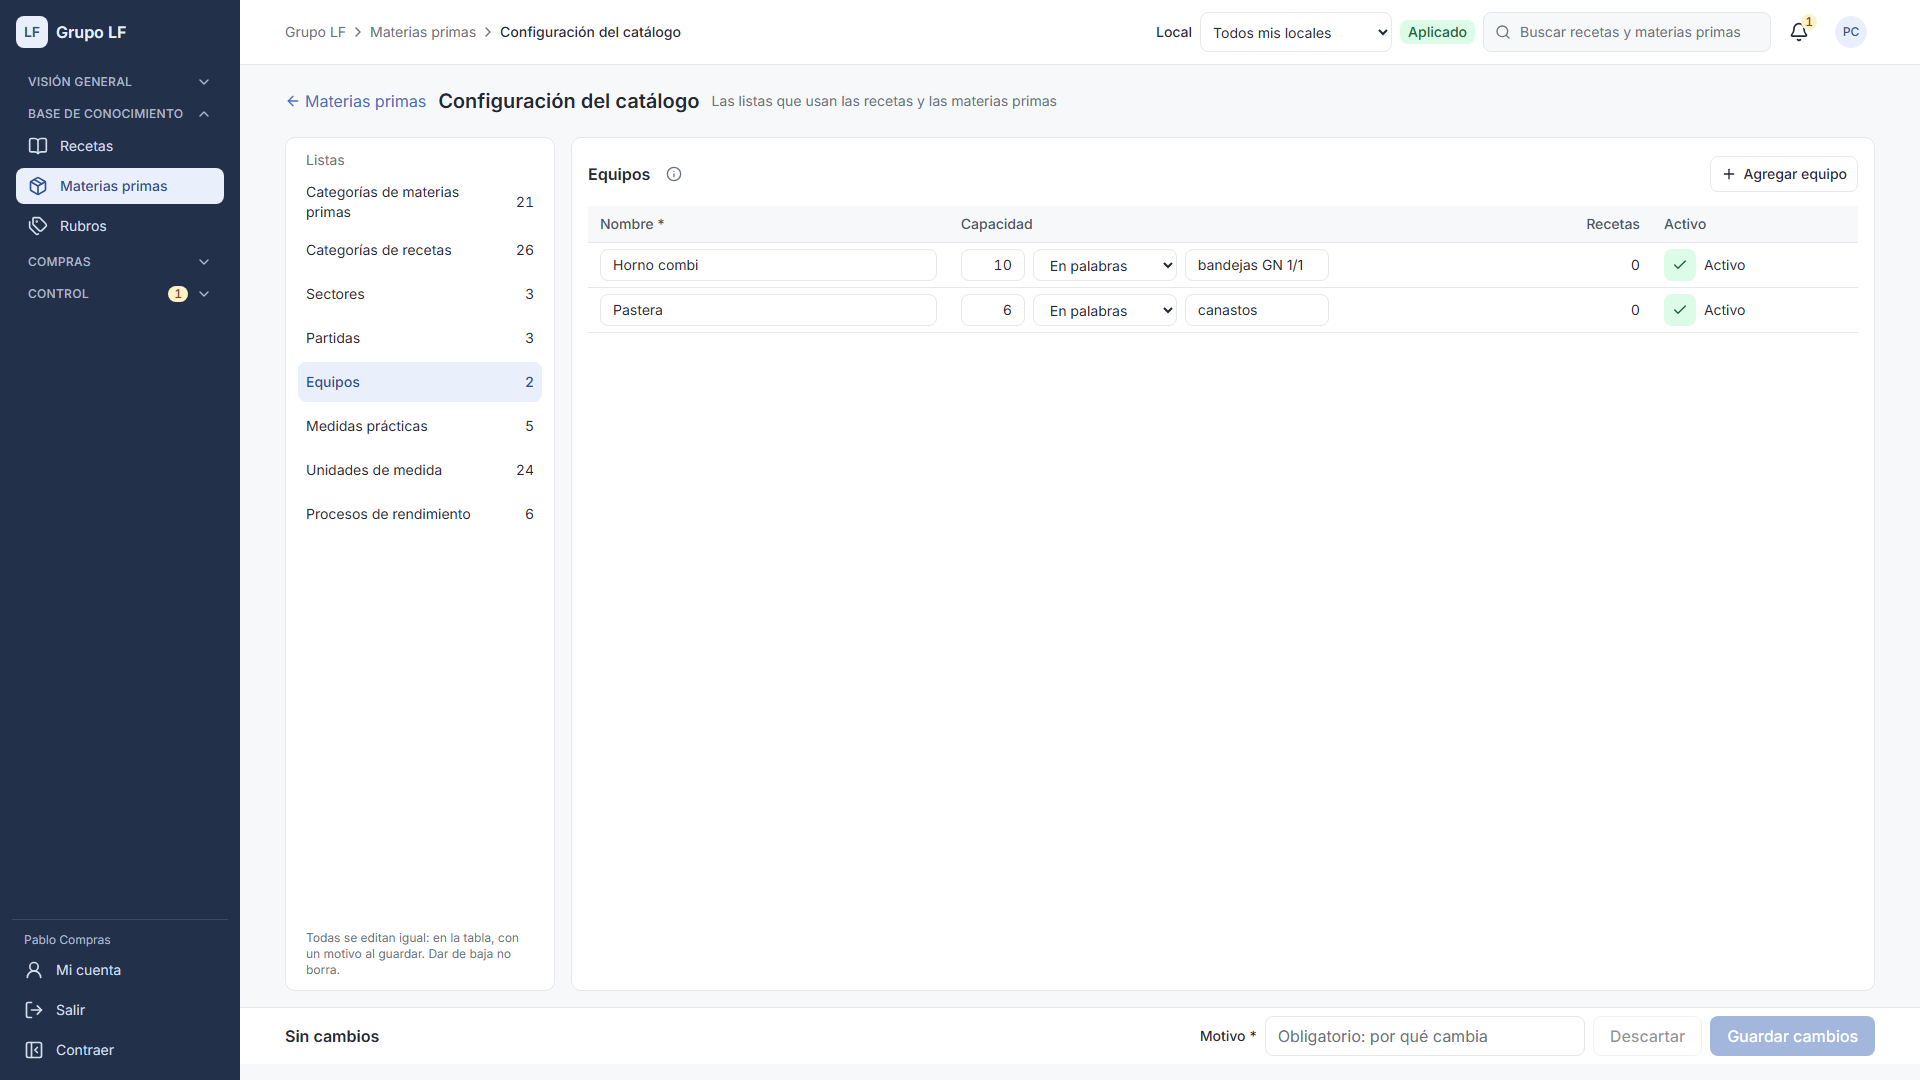 LF Grupo LF
VISIÓN GENERAL
BASE DE CONOCIMIENTO
Recetas
Materias primas
Rubros
COMPRAS
CONTROL 1
Pablo Compras
Mi cuenta
Salir
Contraer
Grupo LF Materias primas Configuración del catálogo
Local Todos mis locales Aplicado Buscar recetas y materias primas 1 PC
Materias primas Configuración del catálogo Las listas que usan las recetas y las materias primas
Listas
Categorías de materias
primas 21
Categorías de recetas 26
Sectores 3
Partidas 3
Equipos 2
Medidas prácticas 5
Unidades de medida 24
Procesos de rendimiento 6
Todas se editan igual: en la tabla, con
un motivo al guardar. Dar de baja no
borra.
Equipos Agregar equipo
Nombre * Capacidad Recetas Activo
Horno combi 10 En palabras bandejas GN 1/1 0 Activo
Pastera 6 En palabras canastos 0 Activo
Sin cambios Motivo * Obligatorio: por qué cambia Descartar Guardar cambios